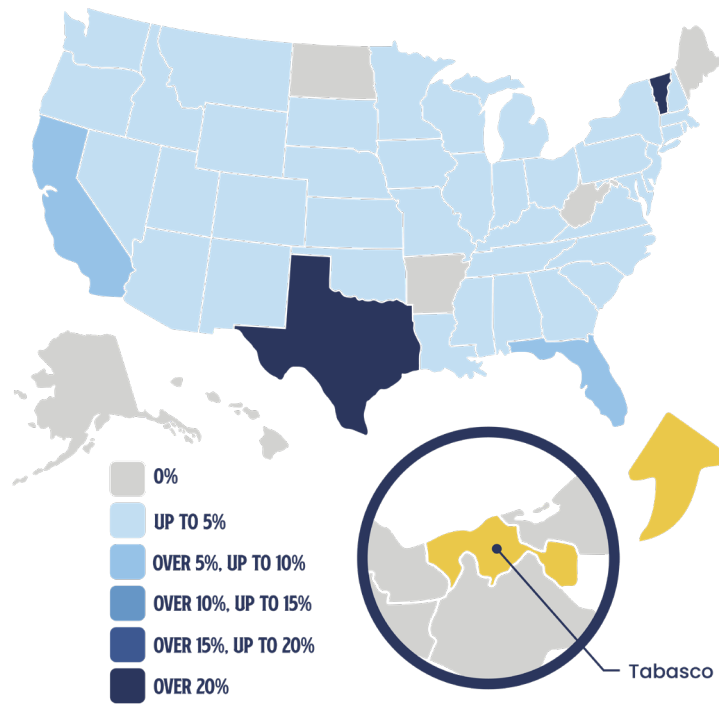 0%
UP TO 5%
OVER 5%, UP TO 10%
OVER 10%, UP TO 15%
OVER 15%, UP TO 20%
OVER 20%
Tabasco